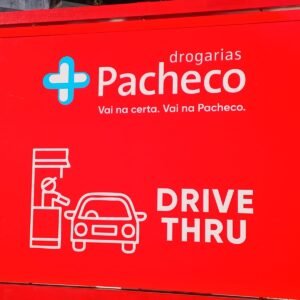 drogarias
Pacheco
Vai na certa. Vai na Pacheco.
DRIVE
THRU